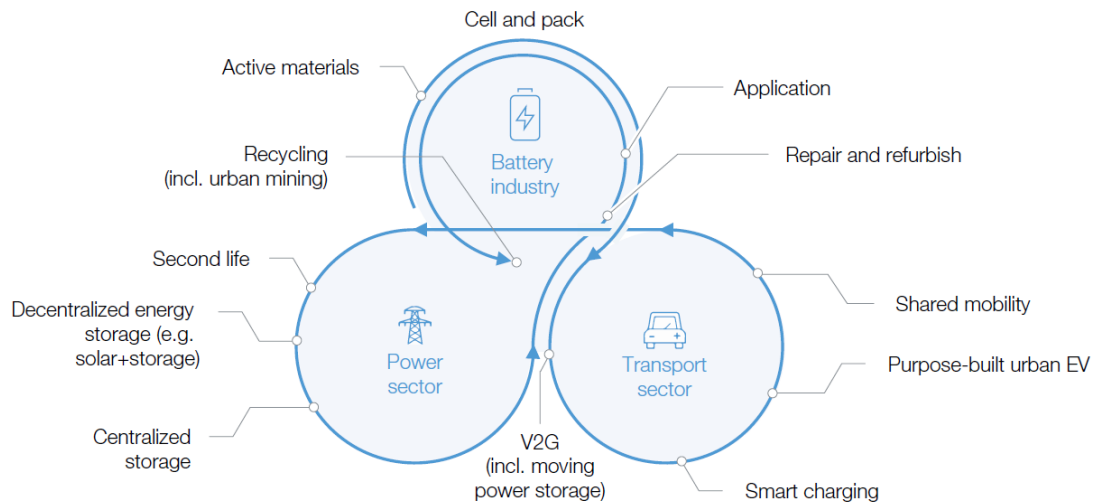 Cell and pack
Active materials
Application
Recycling
(incl. urban mining)
Battery
industry
Repair and refurbish
Second life
Decentralized energy
storage (e.g.
solar+storage)
Power
sector
Transport
sector
Shared mobility
Purpose-built urban EV
Centralized
storage
V2G
(incl. moving
power storage)
Smart charging